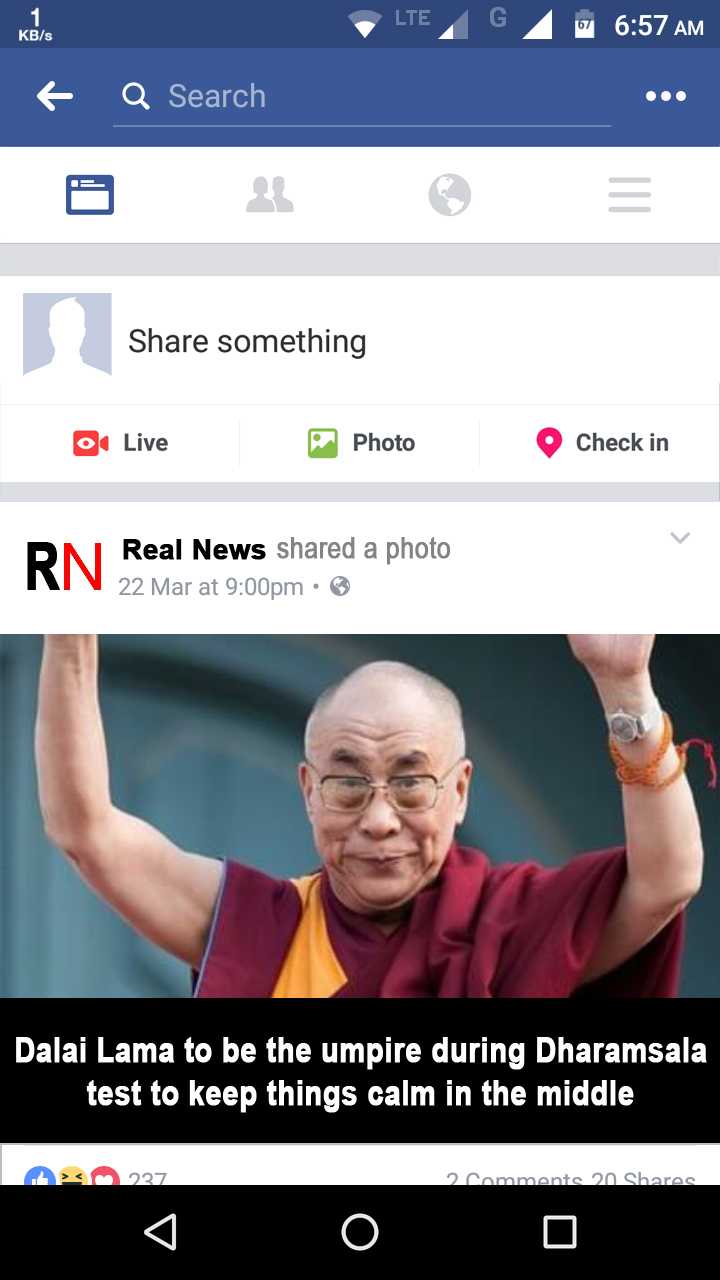 1
KB/s
LTE
G
67
6:57 AM
Search
Share something
Live
Photo
Check in
RN
Real News shared a photo
22 Mar at 9:00pm •
Dalai Lama to be the umpire during Dharamsala
test to keep things calm in the middle
237
2 Comments 20 Shares